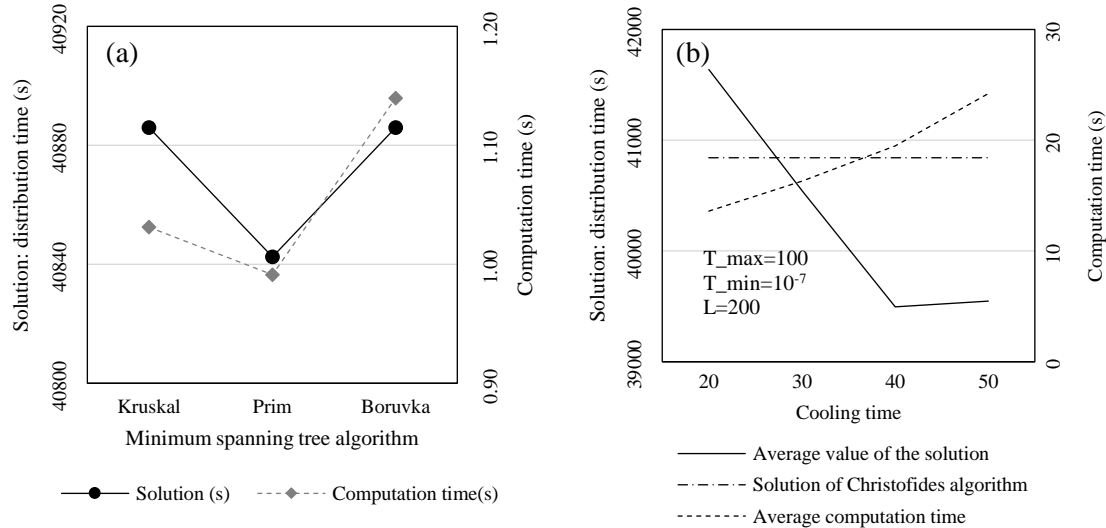 (a)
Solution: distribution time (s)
40920
40880
40840
40800
1.20
1.10
1.00
0.90
Computation time (s)
Kruskal Prim Boruvka
Minimum spanning tree algorithm
Solution (s) Computation time(s)
(b)
Solution: distribution time (s)
42000
41000
40000
39000
30
20
10
0
Computation time (s)
T_max=100
T_min=10⁻⁷
L=200
20 30 40 50
Cooling time
Average value of the solution
Solution of Christofides algorithm
Average computation time